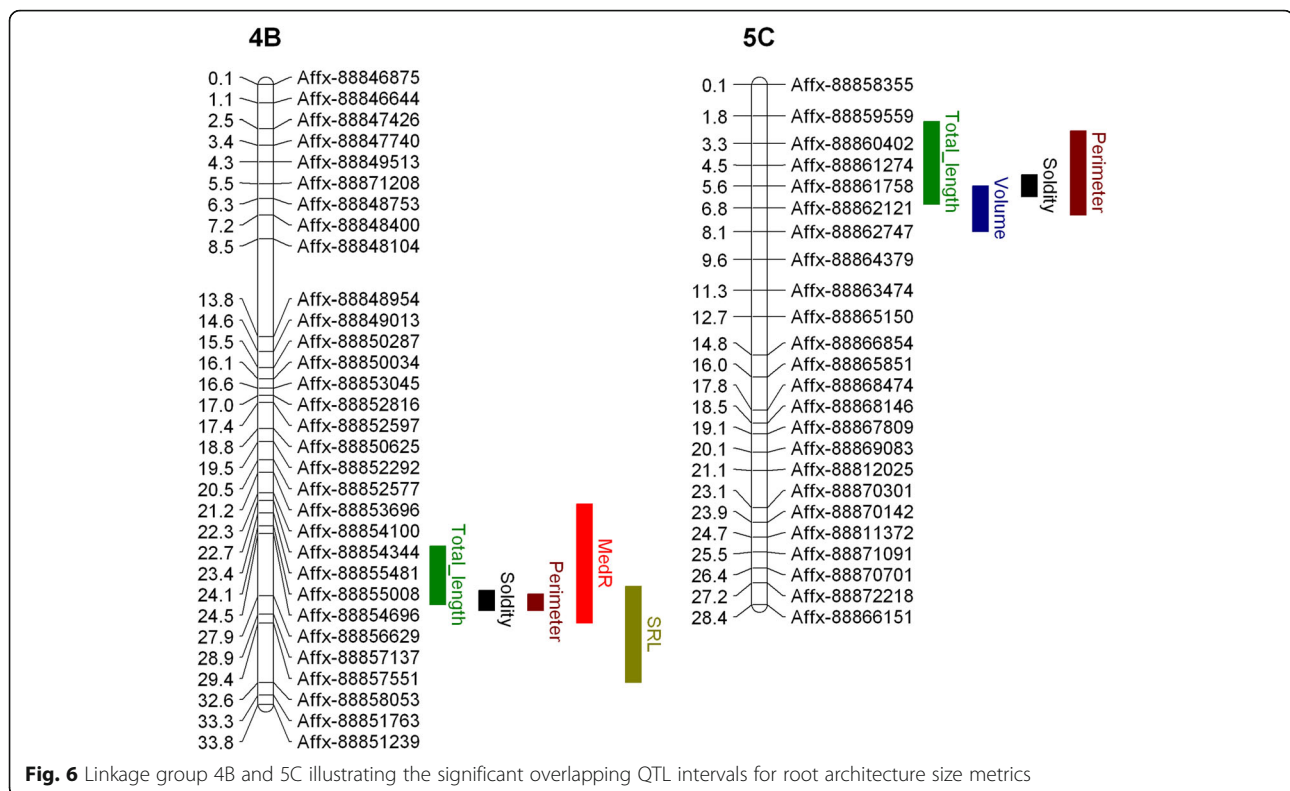 4B
0.1 Affx-88846875
1.1 Affx-88846644
2.5 Affx-88847426
3.4 Affx-88847740
4.3 Affx-88849513
5.5 Affx-88871208
6.3 Affx-88848753
7.2 Affx-88848400
8.5 Affx-88848104
13.8 Affx-88848954
14.6 Affx-88849013
15.5 Affx-88850287
16.1 Affx-88850034
16.6 Affx-88853045
17.0 Affx-88852816
17.4 Affx-88852597
18.8 Affx-88850625
19.5 Affx-88852292
20.5 Affx-88852577
21.2 Affx-88853696
22.3 Affx-88854100
22.7 Affx-88854344
23.4 Affx-88855481
24.1 Affx-88855008
24.5 Affx-88854696
27.9 Affx-88856629
28.9 Affx-88857137
29.4 Affx-88857551
32.6 Affx-88858053
33.3 Affx-88851763
33.8 Affx-88851239
Total_length
Soldity
Perimeter
MedR
SRL
5C
0.1 Affx-88858355
1.8 Affx-88859559
3.3 Affx-88860402
4.5 Affx-88861274
5.6 Affx-88861758
6.8 Affx-88862121
8.1 Affx-88862747
9.6 Affx-88864379
11.3 Affx-88863474
12.7 Affx-88865150
14.8 Affx-88866854
16.0 Affx-88865851
17.8 Affx-88868474
18.5 Affx-88868146
19.1 Affx-88867809
20.1 Affx-88869083
21.1 Affx-88812025
23.1 Affx-88870301
23.9 Affx-88870142
24.7 Affx-88811372
25.5 Affx-88871091
26.4 Affx-88870701
27.2 Affx-88872218
28.4 Affx-88866151
Total_length
Volume
Soldity
Perimeter
Fig. 6 Linkage group 4B and 5C illustrating the significant overlapping QTL intervals for root architecture size metrics